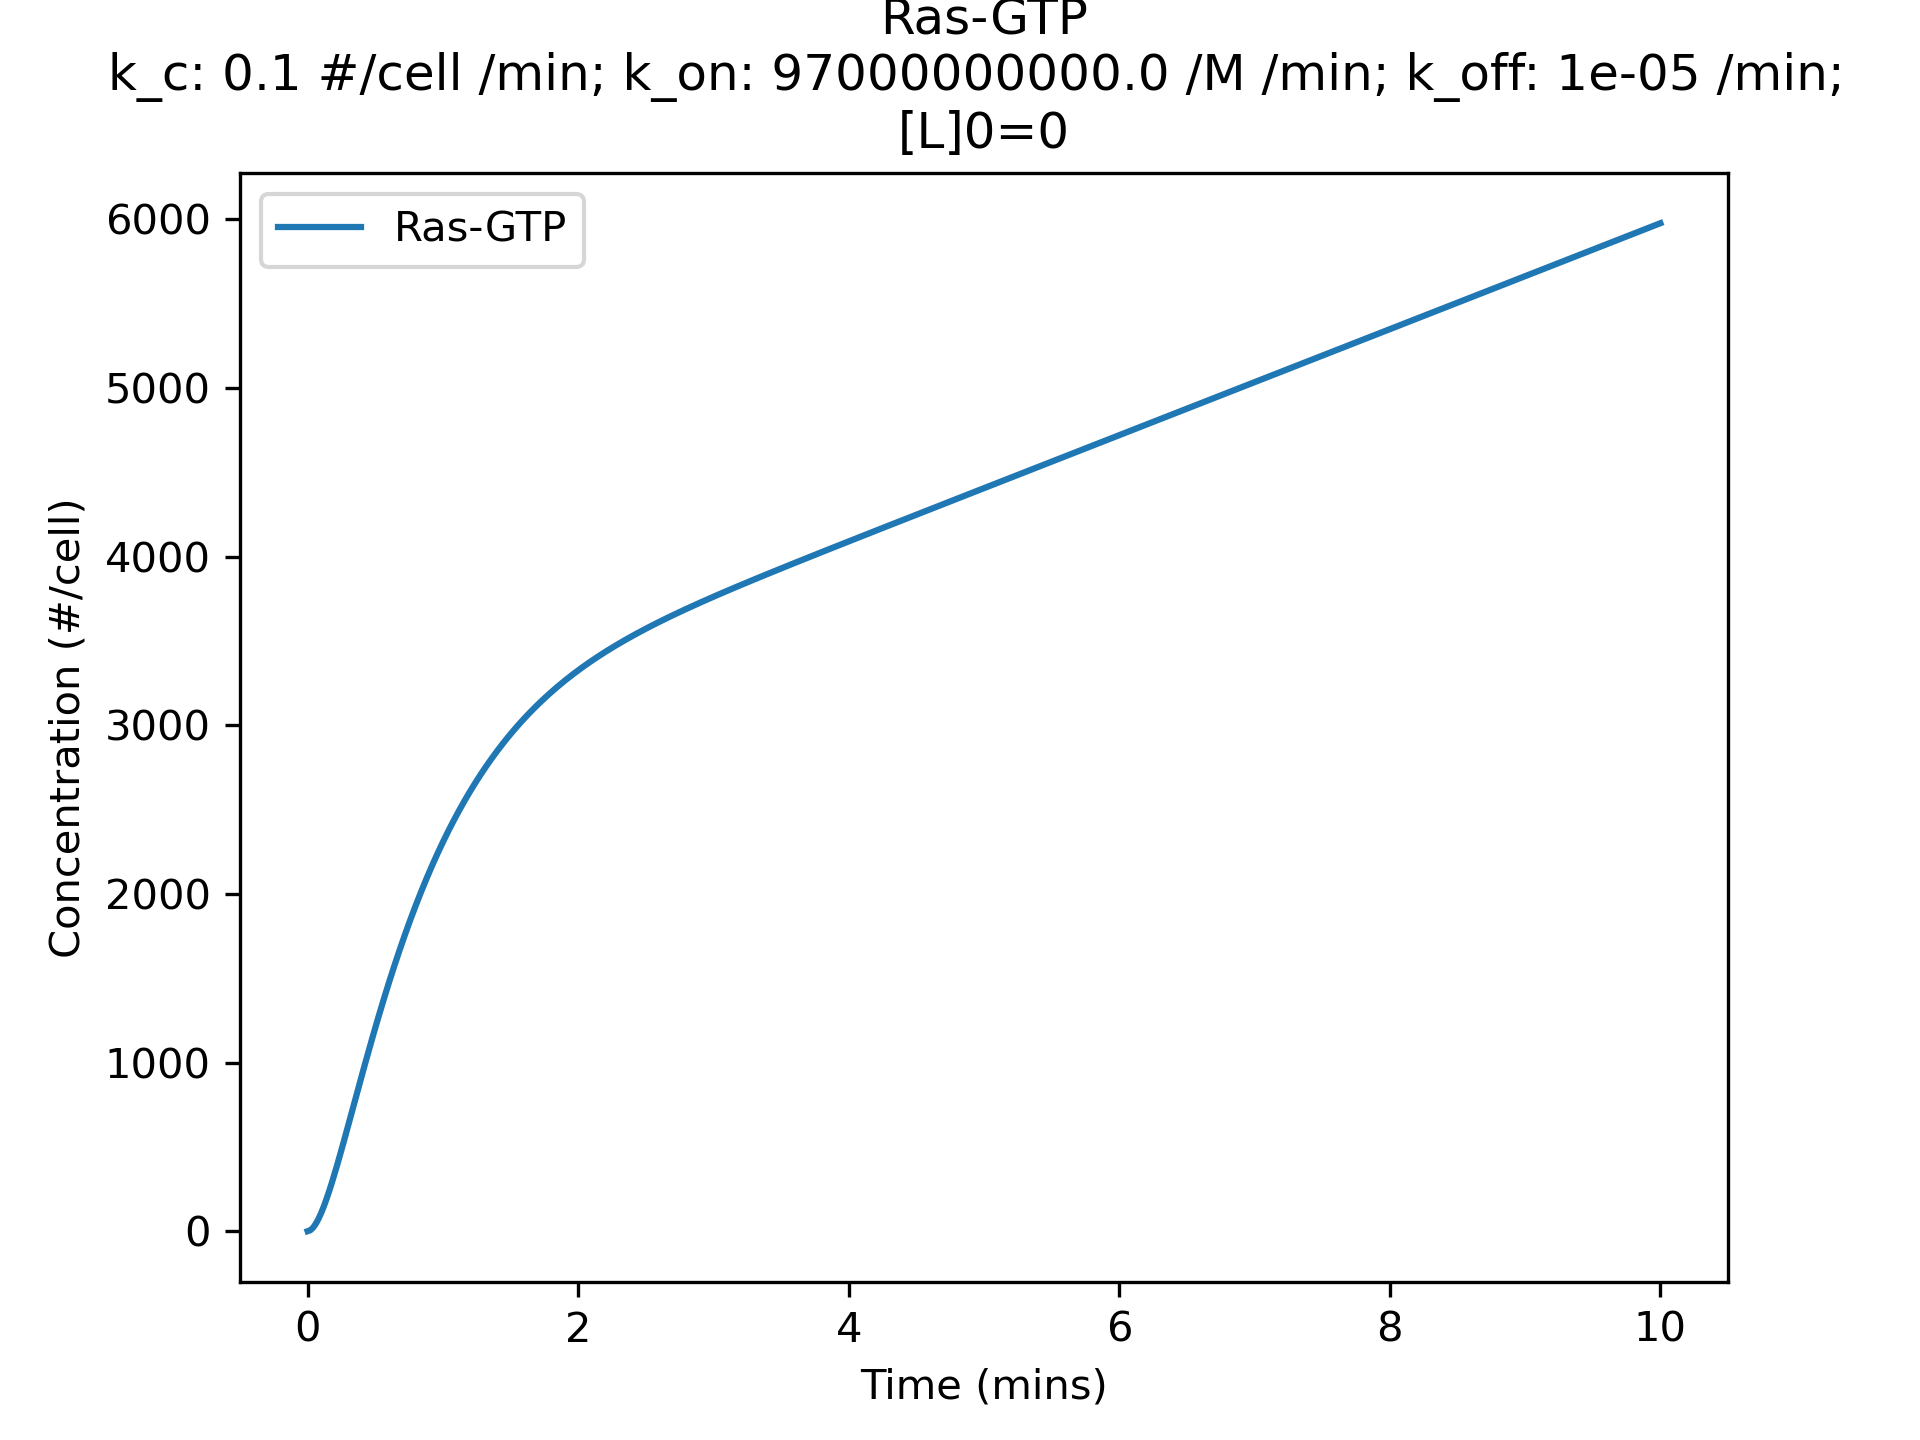 Ras-GTP
k_c: 0.1 #/cell /min; k_on: 97000000000.0 /M /min; k_off: 1e-05 /min;
[L]0=0
Ras-GTP
6000
5000
4000
3000
2000
1000
0
Concentration (#/cell)
0 2 4 6 8 10
Time (mins)